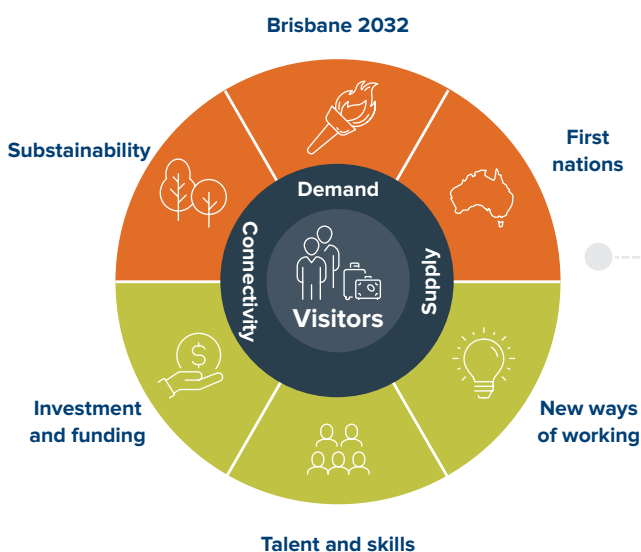 Brisbane 2032
Substainability
First
nations
Demand
Connectivity
Supply
Visitors
$
Investment
and funding
New ways
of working
Talent and skills